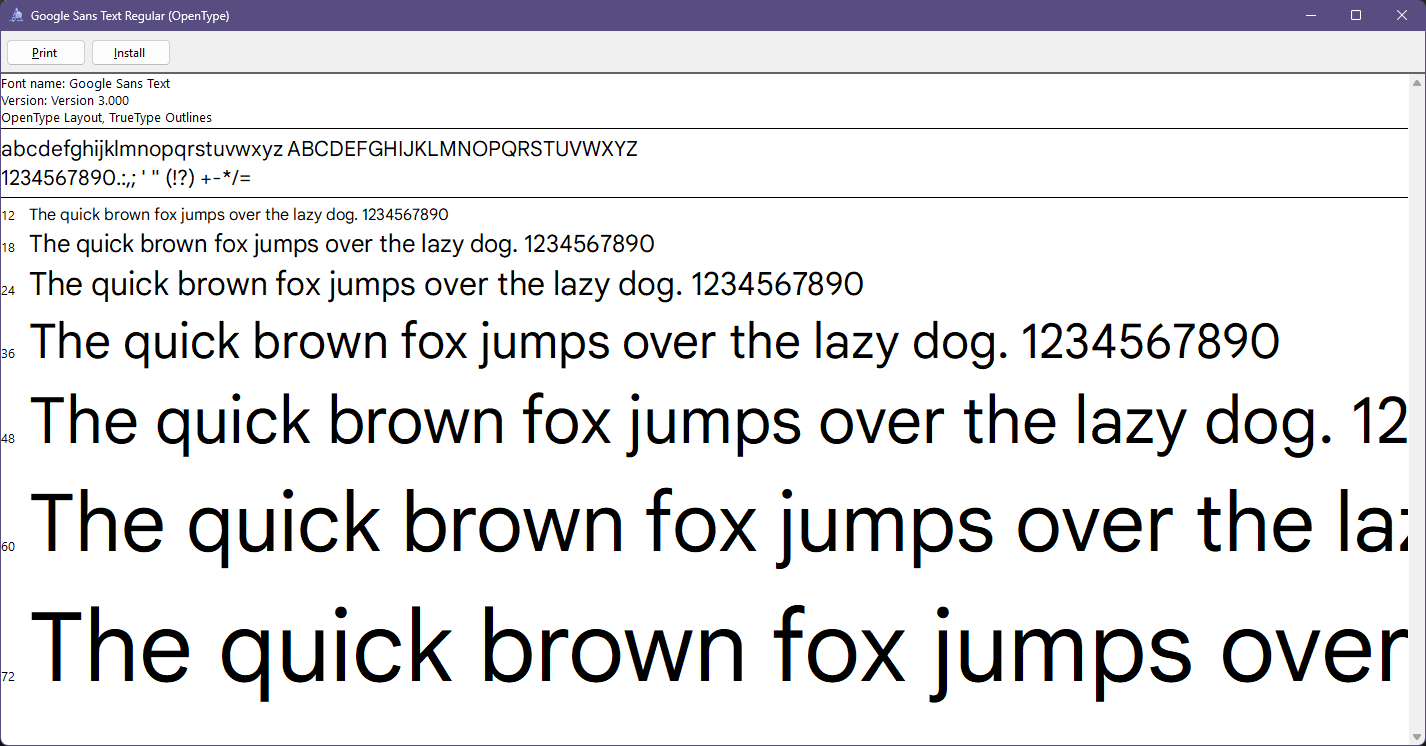 Google Sans Text Regular (OpenType)
Print Install
Font name: Google Sans Text
Version: Version 3.000
OpenType Layout, TrueType Outlines
abcdefghijklmnopqrstuvwxyz ABCDEFGHIJKLMNOPQRSTUVWXYZ
1234567890.:,; ' " (!?) +-*/=
12 The quick brown fox jumps over the lazy dog. 1234567890
18 The quick brown fox jumps over the lazy dog. 1234567890
24 The quick brown fox jumps over the lazy dog. 1234567890
36 The quick brown fox jumps over the lazy dog. 1234567890
48 The quick brown fox jumps over the lazy dog. 12
60 The quick brown fox jumps over the laz
72 The quick brown fox jumps over